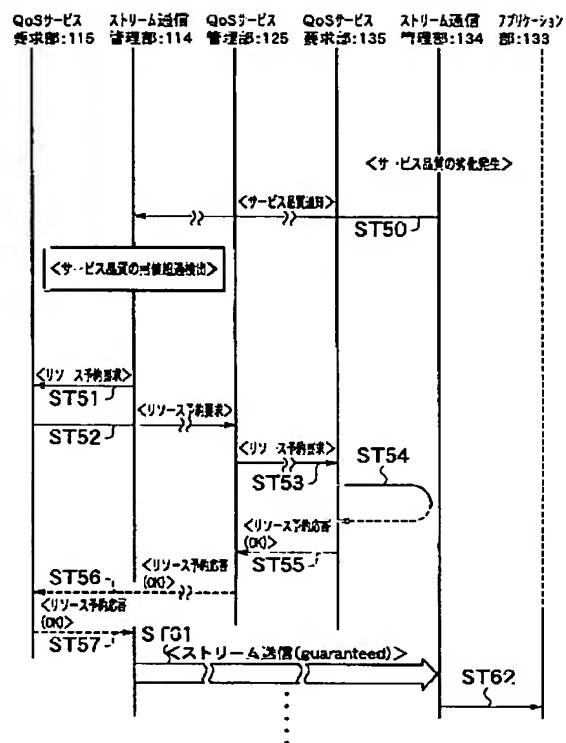 QoSサービス
要求部:115
ストリーム通信
管理部:114
QoSサービス
管理部:125
QoSサービス
要求部:135
ストリーム通信
管理部:134
アプリケーション
部:133
<サービス品質の劣化発生>
<サービス品質通知>
ST50
<サービス品質の閾値超過検出>
<リソース予約要求>
ST51
<リソース予約要求>
ST52
<リソース予約要求>
ST53
ST54
<リソース予約応答
(OK)>
ST55
<リソース予約応答
(OK)>
ST56
<リソース予約応答
(OK)>
ST57
ST61
<ストリーム送信(guaranteed)>
ST62